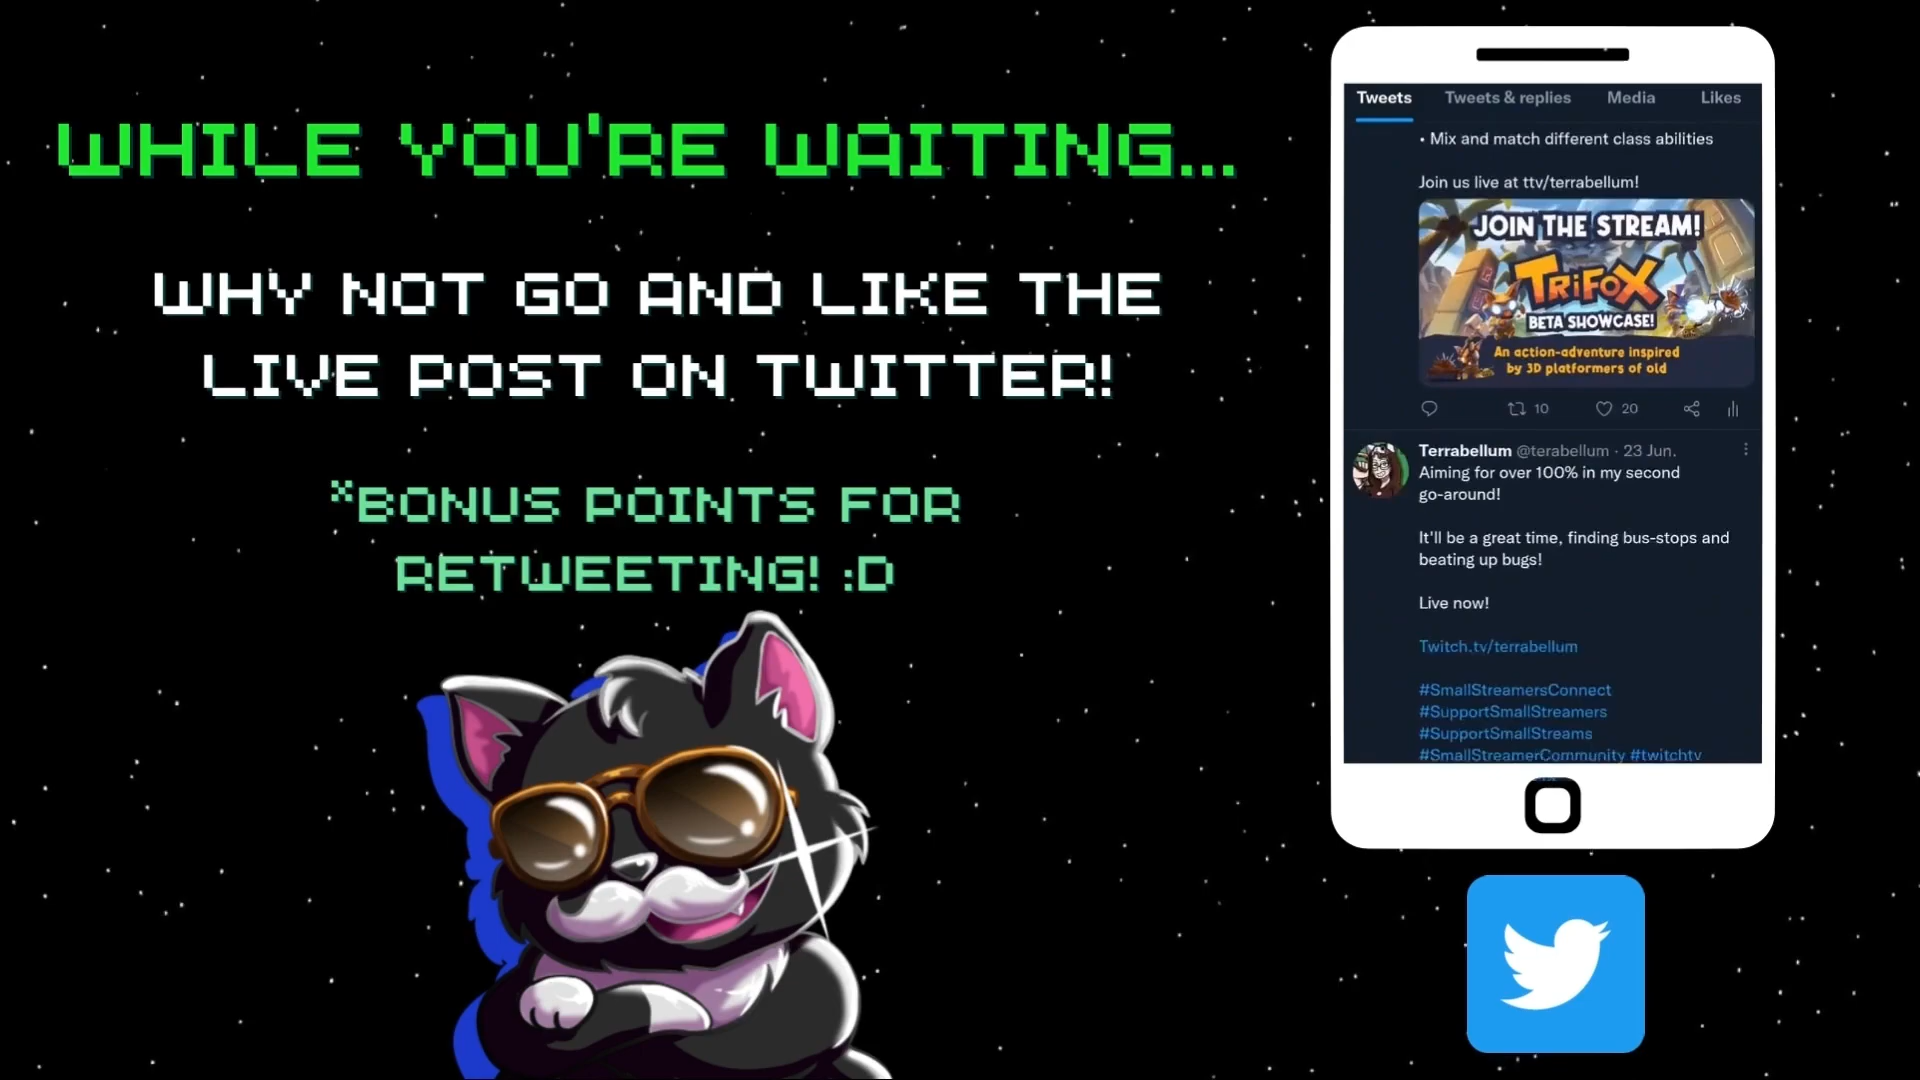 WHILE YOU'RE WAITING...
WHY NOT GO AND LIKE THE
LIVE POST ON TWITTER!
*BONUS POINTS FOR
RETWEETING! :D
Tweets Tweets & replies Media Likes
• Mix and match different class abilities
Join us live at ttv/terrabellum!
JOIN THE STREAM!
TRIFOX
BETA SHOWCASE!
An action-adventure inspired
by 3D platformers of old
10 20
Terrabellum @terabellum · 23 Jun.
Aiming for over 100% in my second
go-around!
It'll be a great time, finding bus-stops and
beating up bugs!
Live now!
Twitch.tv/terrabellum
#SmallStreamersConnect
#SupportSmallStreamers
#SupportSmallStreams
#SmallStreamerCommunity #twitchtv